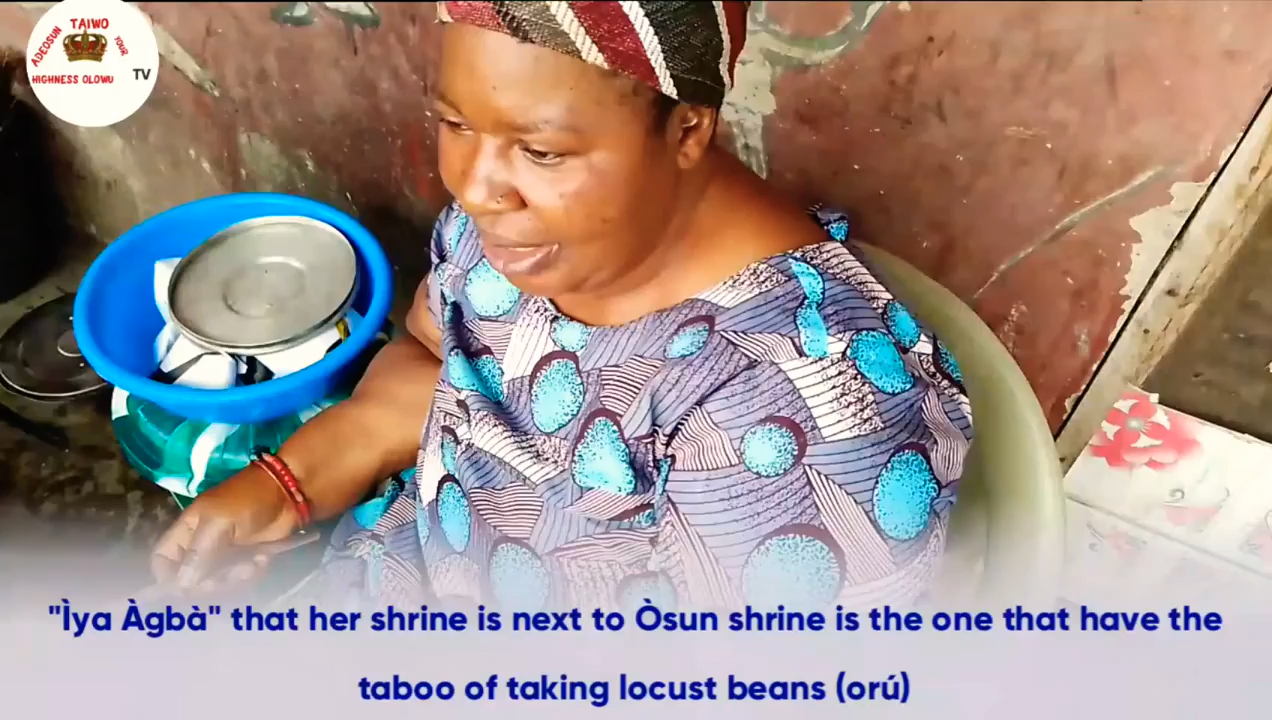 ADEOSUN TAIWO YOUR
HIGHNESS OLOWU
TV
"Ìya Àgbà" that her shrine is next to Òsun shrine is the one that have the
taboo of taking locust beans (orú)